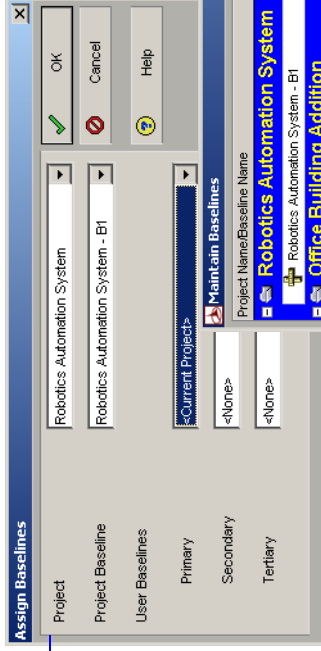 Assign Baselines
Project
Robotics Automation System
OK
Project Baseline
Robotics Automation System - B1
Cancel
User Baselines
Help
Primary
<Current Project>
Secondary
<None>
Tertiary
<None>
Maintain Baselines
Project Name/Baseline Name
Robotics Automation System
Robotics Automation System - B1
Office Building Addition